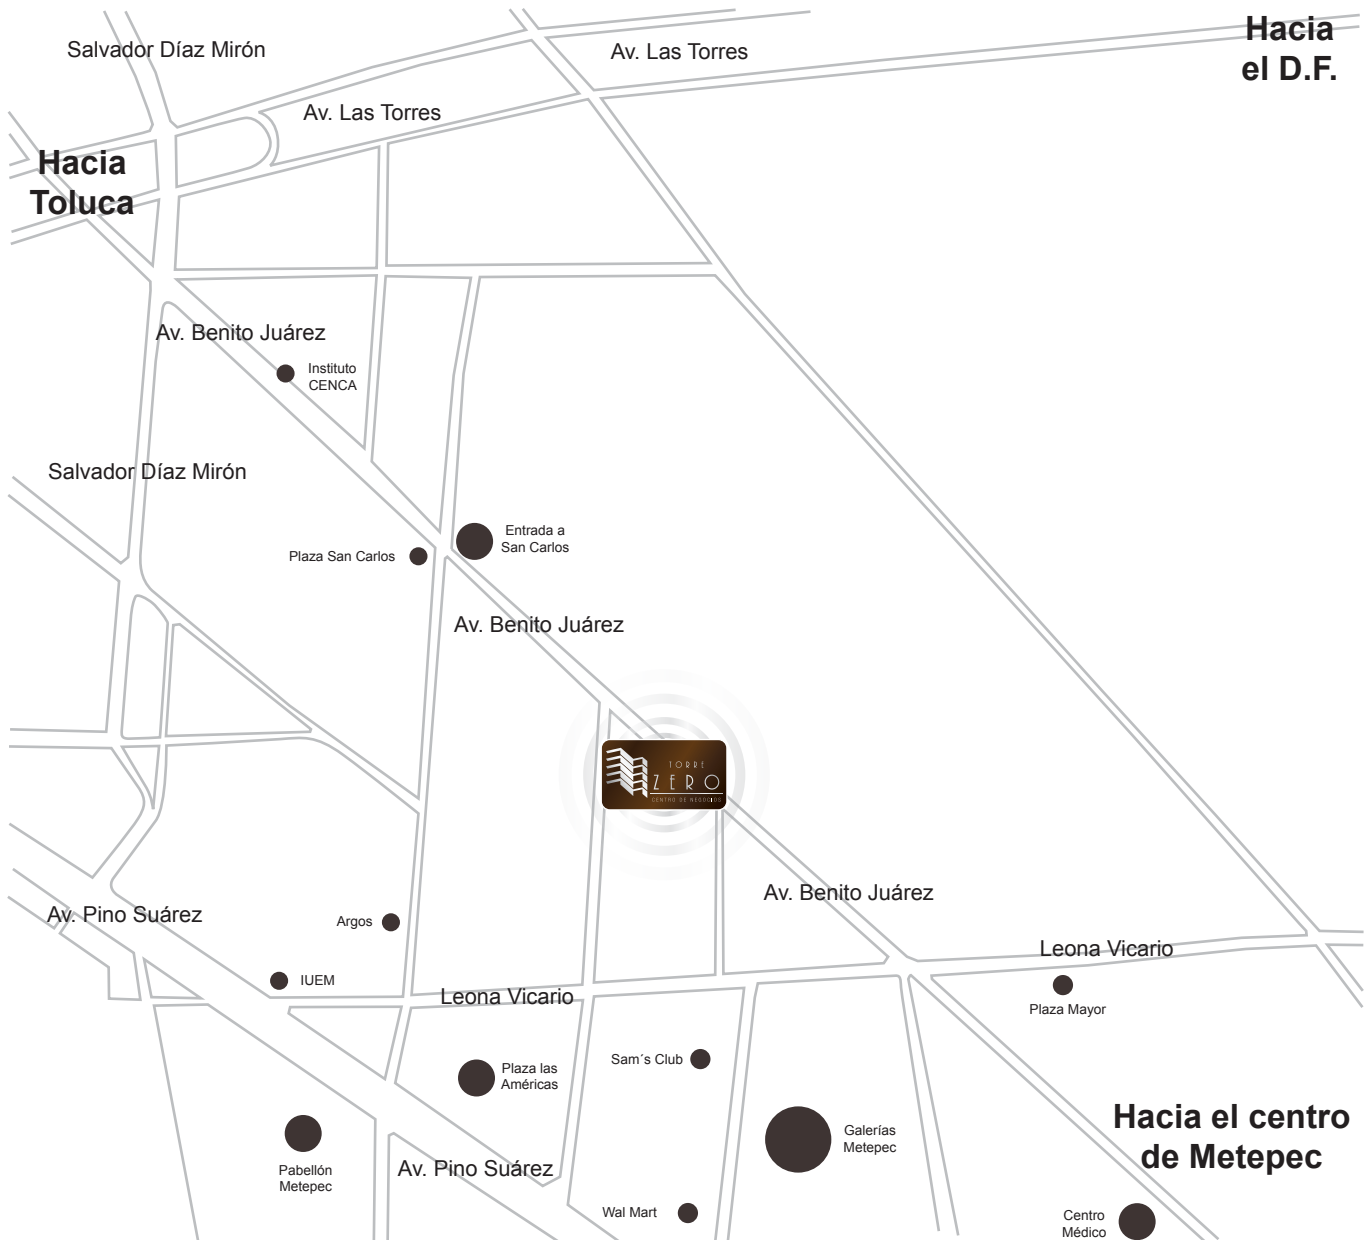 Hacia
el D.F.
Salvador Díaz Mirón
Av. Las Torres
Av. Las Torres
Hacia
Toluca
Av. Benito Juárez
Instituto
CENCA
Salvador Díaz Mirón
Entrada a
San Carlos
Plaza San Carlos
Av. Benito Juárez
TORRE
ZERO
CENTRO DE NEGOCIOS
Av. Benito Juárez
Av. Pino Suárez
Argos
Leona Vicario
IUEM
Leona Vicario
Plaza Mayor
Sam´s Club
Plaza las
Américas
Hacia el centro
de Metepec
Galerías
Metepec
Pabellón
Metepec
Av. Pino Suárez
Wal Mart
Centro
Médico